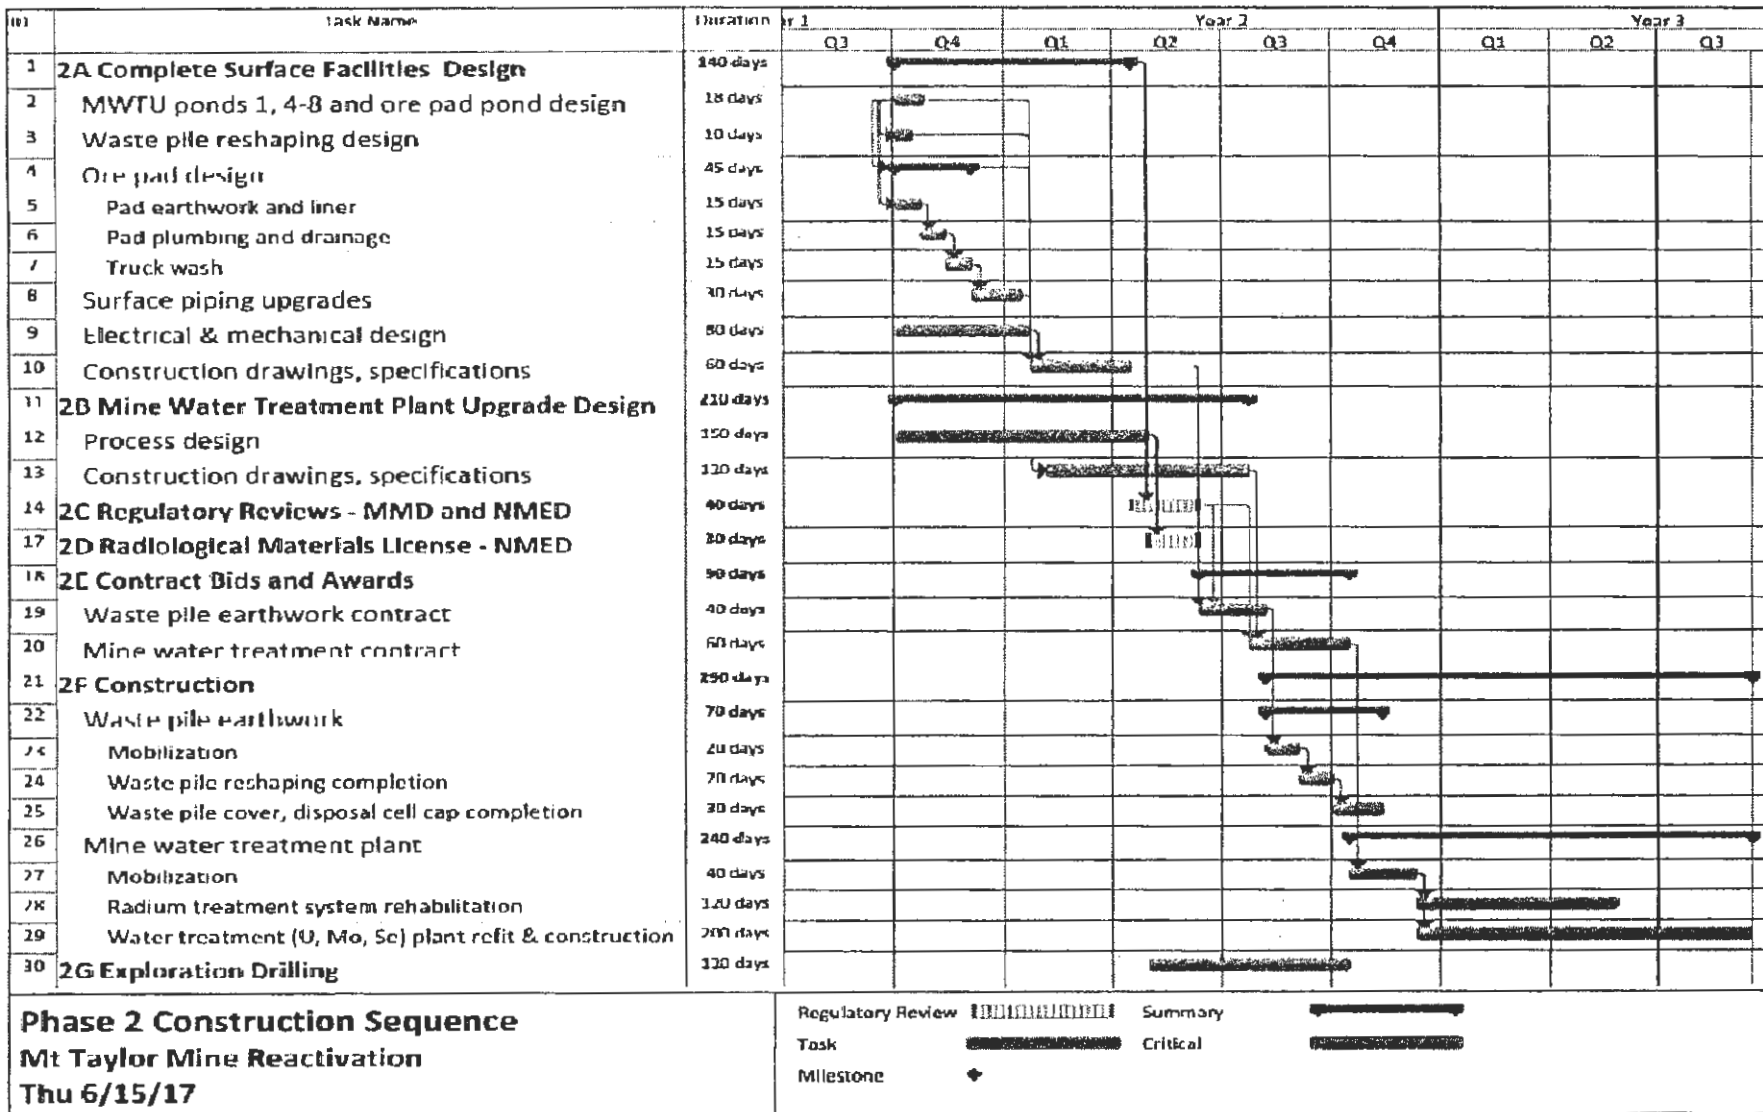 ID Task Name Duration r 1 Year 2 Year 3
Q3 Q4 Q1 Q2 Q3 Q4 Q1 Q2 Q3
1 2A Complete Surface Facilities Design 140 days
2 MWTU ponds 1, 4-8 and ore pad pond design 18 days
3 Waste pile reshaping design 10 days
4 Ore pad design 45 days
5 Pad earthwork and liner 15 days
6 Pad plumbing and drainage 15 days
7 Truck wash 15 days
8 Surface piping upgrades 30 days
9 Electrical & mechanical design 80 days
10 Construction drawings, specifications 60 days
11 2B Mine Water Treatment Plant Upgrade Design 210 days
12 Process design 150 days
13 Construction drawings, specifications 120 days
14 2C Regulatory Reviews - MMD and NMED 40 days
17 2D Radiological Materials License - NMED 30 days
18 2E Contract Bids and Awards 90 days
19 Waste pile earthwork contract 40 days
20 Mine water treatment contract 60 days
21 2F Construction 290 days
22 Waste pile earthwork 70 days
23 Mobilization 20 days
24 Waste pile reshaping completion 20 days
25 Waste pile cover, disposal cell cap completion 30 days
26 Mine water treatment plant 240 days
27 Mobilization 40 days
28 Radium treatment system rehabilitation 120 days
29 Water treatment (U, Mo, Se) plant refit & construction 200 days
30 2G Exploration Drilling 120 days
Phase 2 Construction Sequence
Mt Taylor Mine Reactivation
Thu 6/15/17
Regulatory Review Summary
Task Critical
Milestone